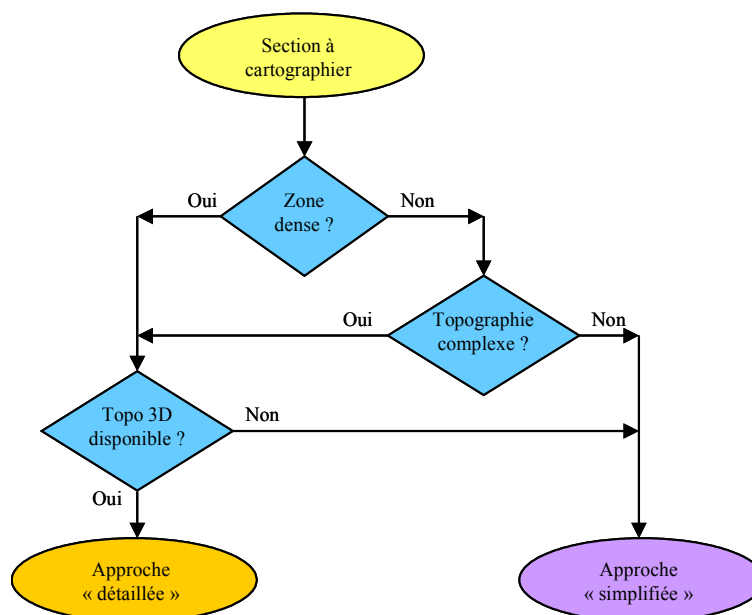 Section à
cartographier
Oui
Zone
dense ?
Non
Oui
Topographie
complexe ?
Non
Topo 3D
disponible ?
Non
Oui
Approche
« détaillée »
Approche
« simplifiée »